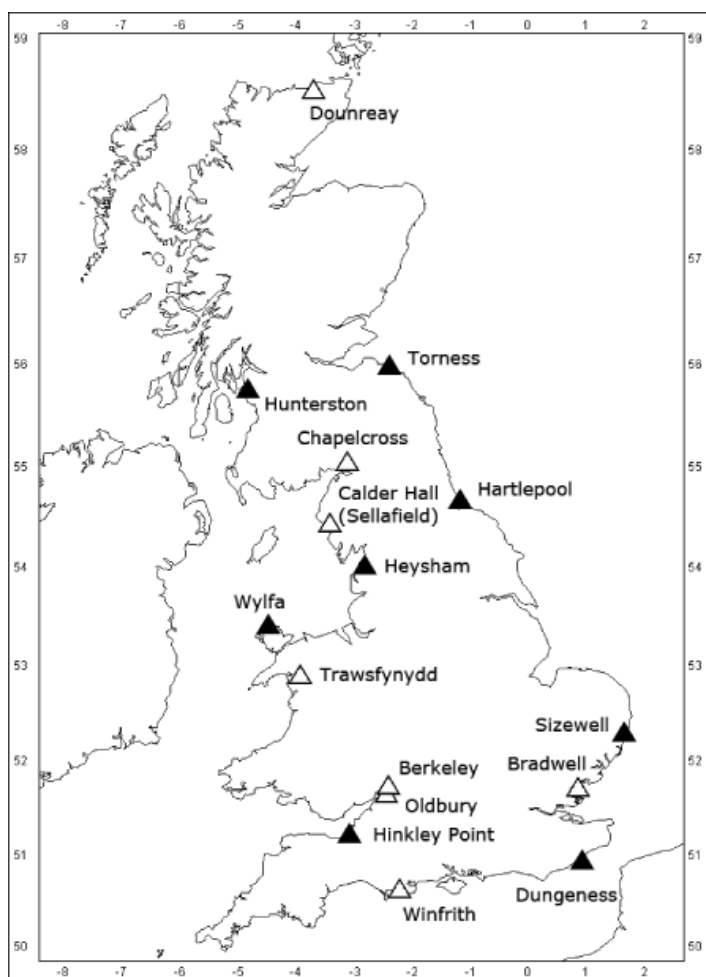 -8 -7 -6 -5 -4 -3 -2 -1 0 1 2
59 59
Dounreay
58 58
57 57
56 56
Torness
Hunterston
Chapelcross
55 55
Hartlepool
Calder Hall
(Sellafield)
54 54
Heysham
Wylfa
53 53
Trawsfynydd
Sizewell
52 52
Berkeley
Bradwell
Oldbury
Hinkley Point
51 51
Dungeness
Winfrith
50 50
-8 -7 -6 -5 -4 -3 -2 -1 0 1 2